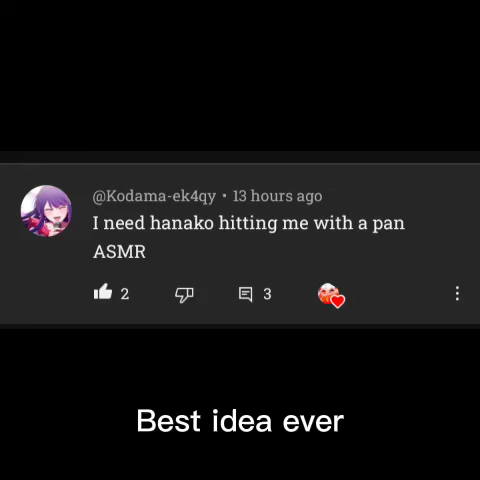 @Kodama-ek4qy • 13 hours ago
I need hanako hitting me with a pan
ASMR
2 3
Best idea ever